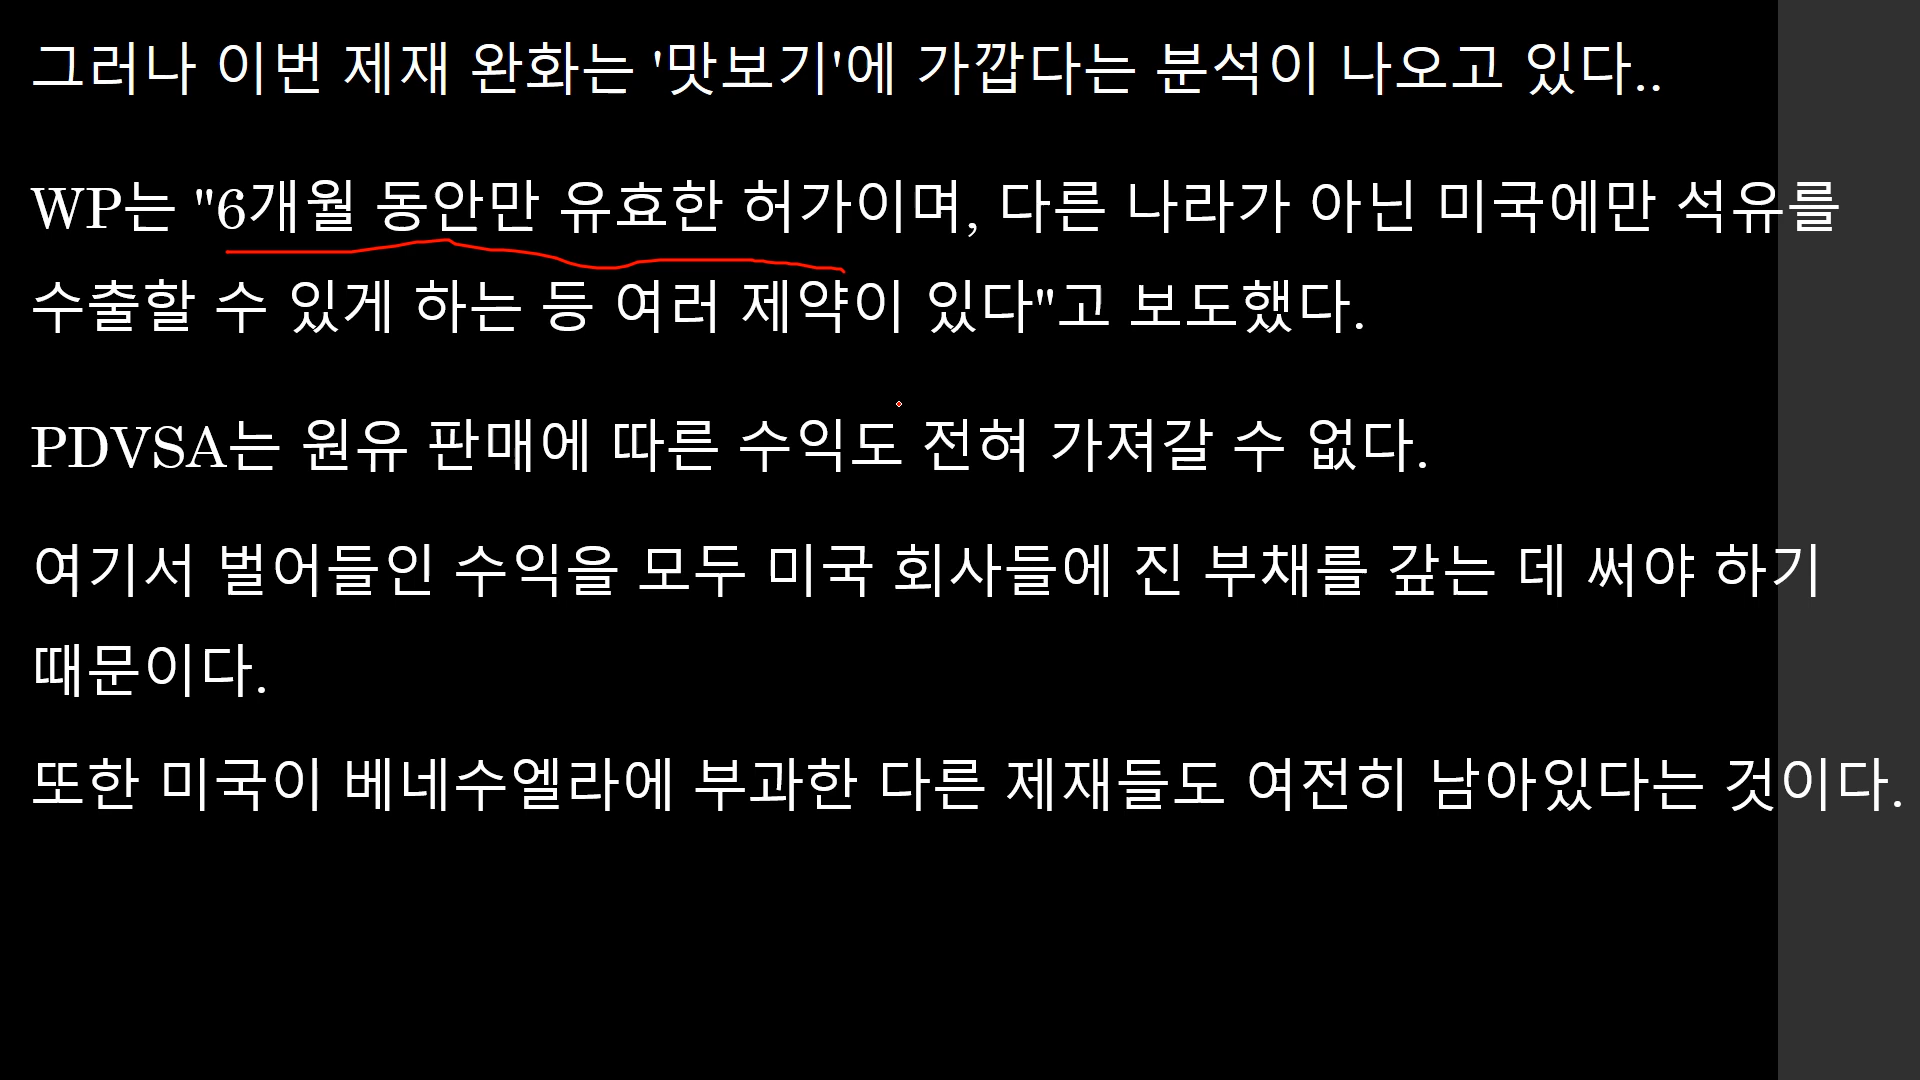 그러나 이번 제재 완화는 '맛보기'에 가깝다는 분석이 나오고 있다..
WP는 "6개월 동안만 유효한 허가이며, 다른 나라가 아닌 미국에만 석유를
수출할 수 있게 하는 등 여러 제약이 있다"고 보도했다.
PDVSA는 원유 판매에 따른 수익도 전혀 가져갈 수 없다.
여기서 벌어들인 수익을 모두 미국 회사들에 진 부채를 갚는 데 써야 하기
때문이다.
또한 미국이 베네수엘라에 부과한 다른 제재들도 여전히 남아있다는 것이다.